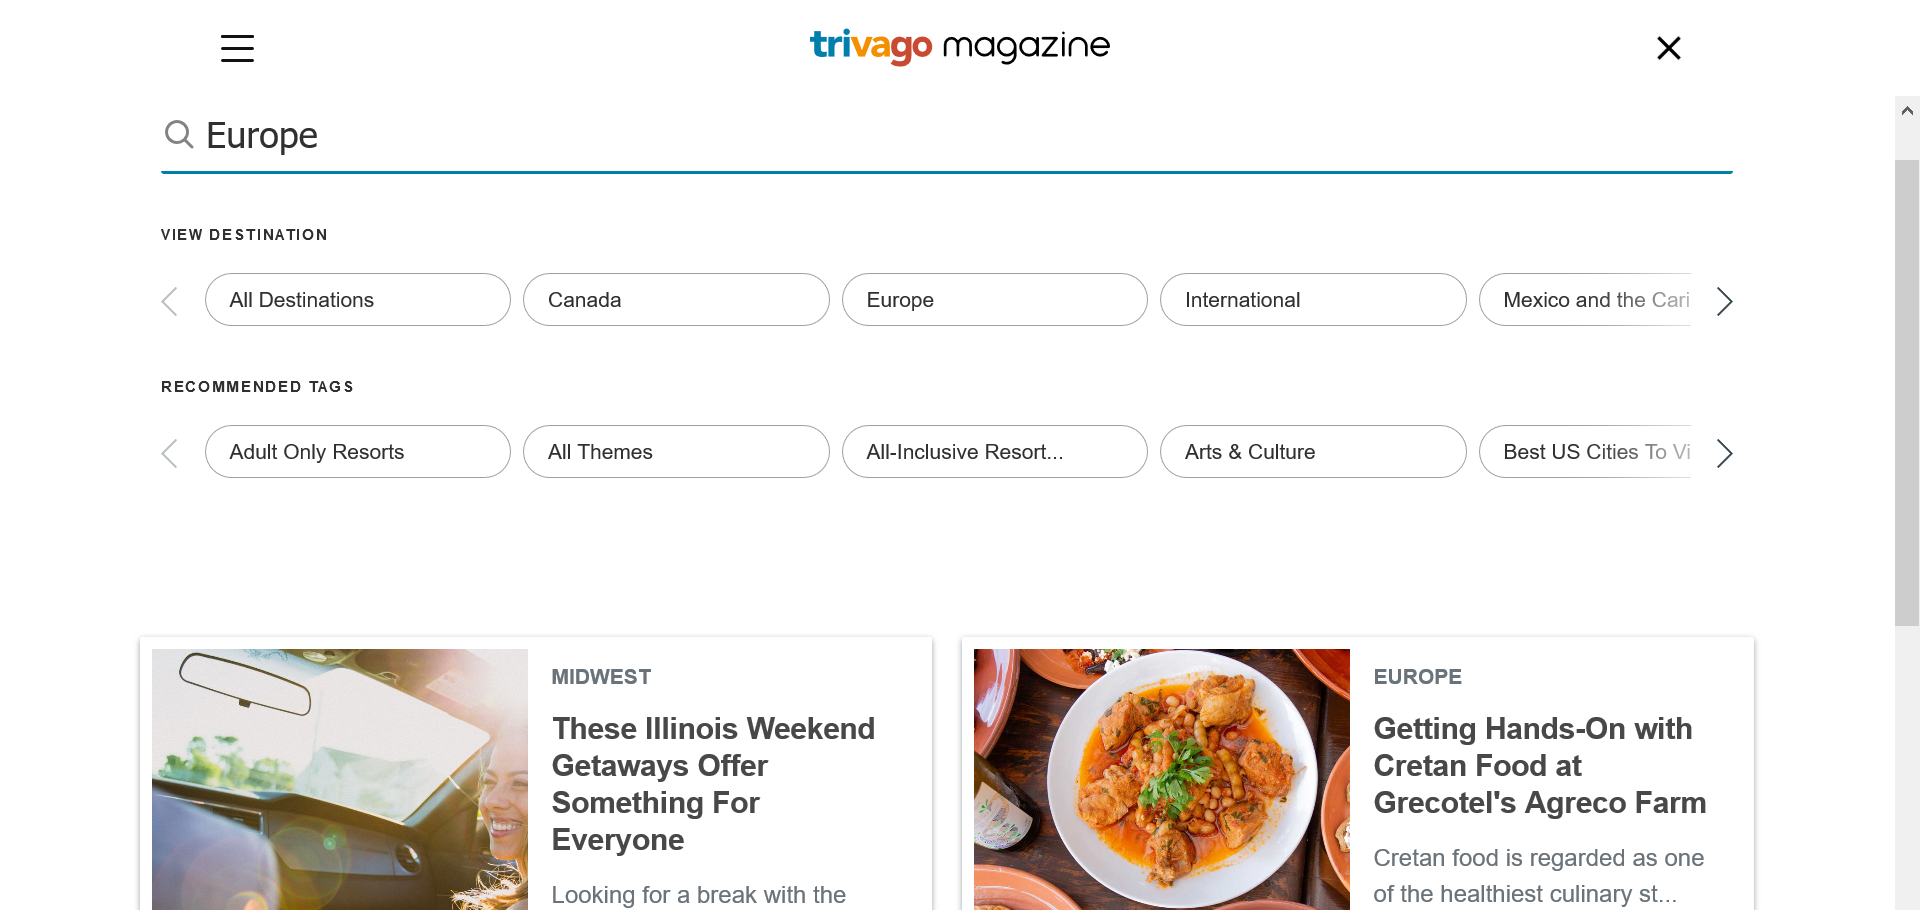 trivago magazine
Europe
VIEW DESTINATION
All Destinations
Canada
Europe
International
Mexico and the Cari
RECOMMENDED TAGS
Adult Only Resorts
All Themes
All-Inclusive Resort...
Arts & Culture
Best US Cities To Vi
MIDWEST
These Illinois Weekend
Getaways Offer
Something For
Everyone
Looking for a break with the
EUROPE
Getting Hands-On with
Cretan Food at
Grecotel's Agreco Farm
Cretan food is regarded as one
of the healthiest culinary st...